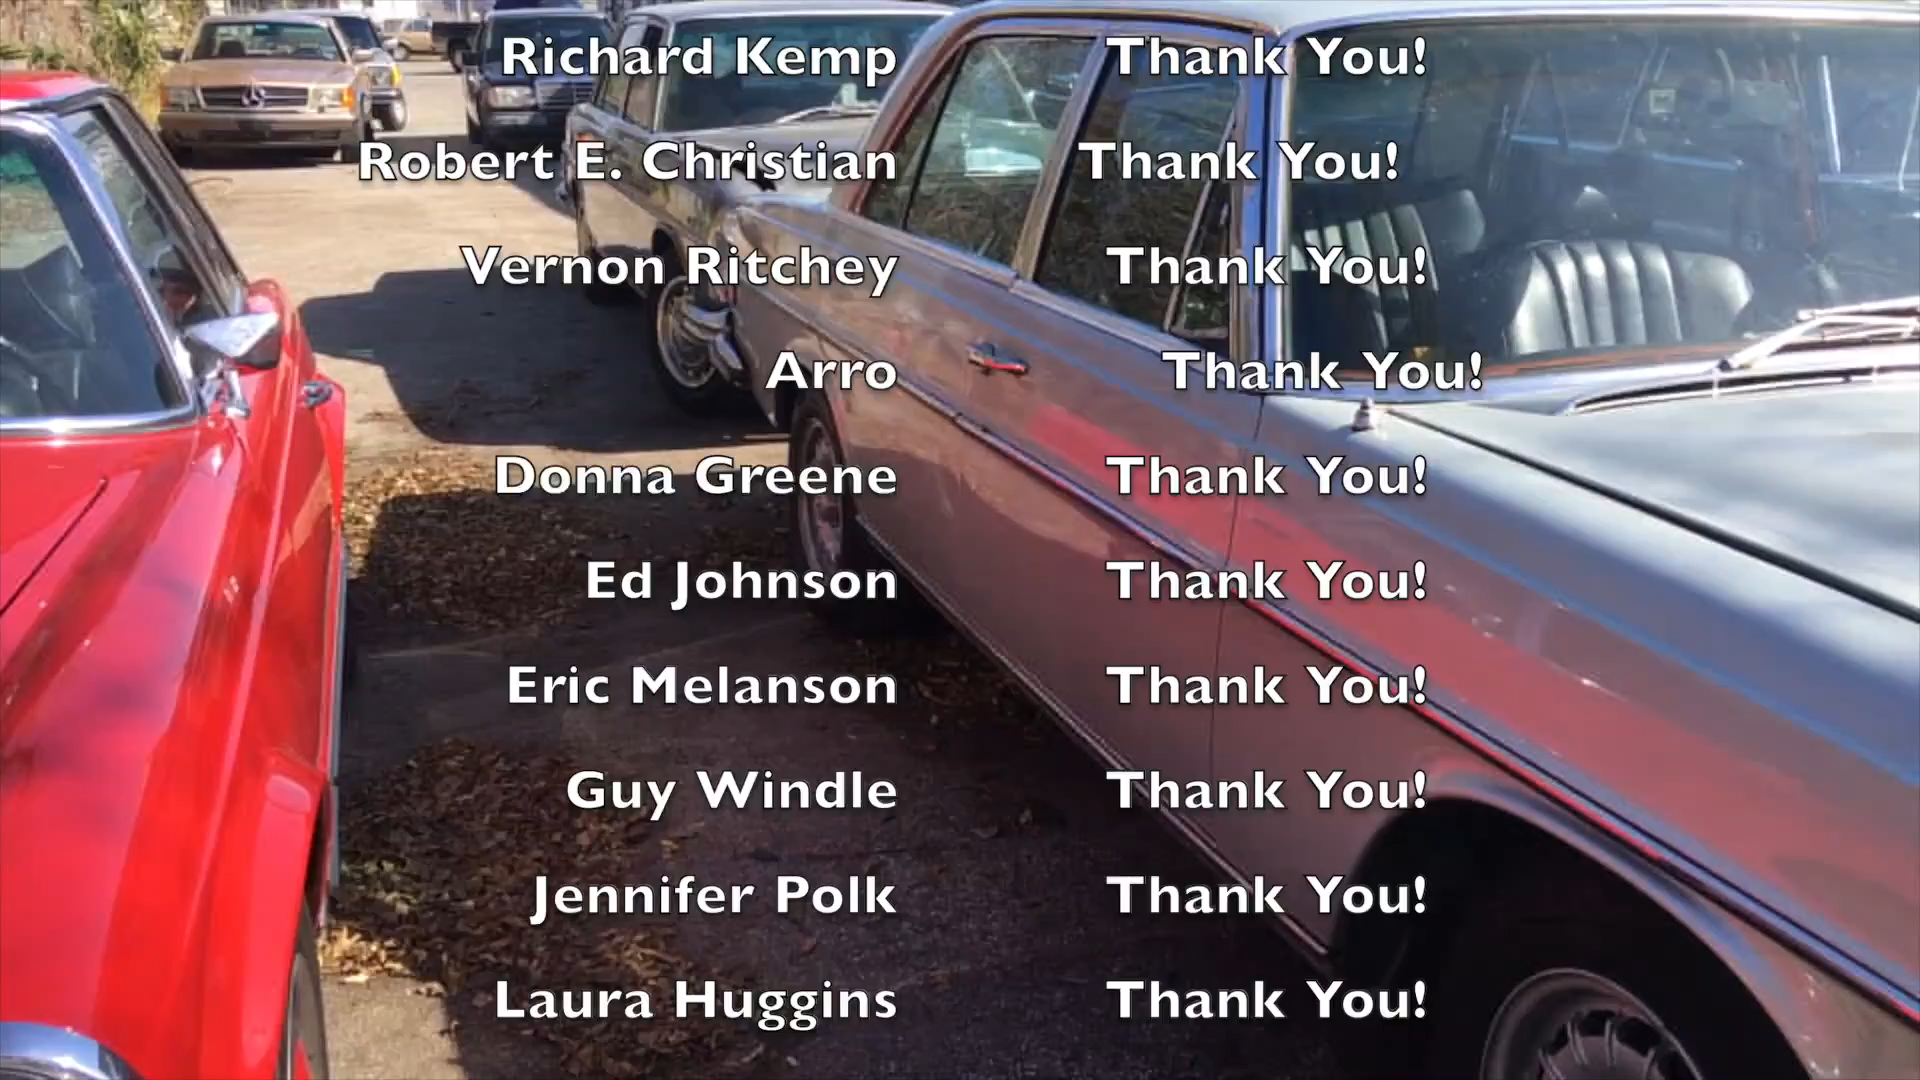 Richard Kemp Thank You!
Robert E. Christian Thank You!
Vernon Ritchey Thank You!
Arro Thank You!
Donna Greene Thank You!
Ed Johnson Thank You!
Eric Melanson Thank You!
Guy Windle Thank You!
Jennifer Polk Thank You!
Laura Huggins Thank You!